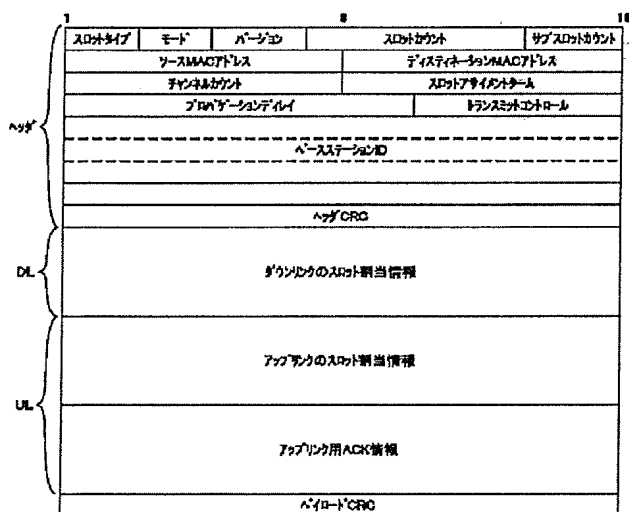 1 8 16
スロットタイプ モード バージョン スロットカウント サブスロットカウント
ソースMACアドレス ディスティネーションMACアドレス
チャンネルカウント スロットアサイメントターム
プロパゲーションディレイ トランスミットコントロール
ヘッダ
ベースステーションID
ヘッダCRC
DL
ダウンリンクのスロット割当情報
アップリンクのスロット割当情報
UL
アップリンク用ACK情報
ペイロードCRC